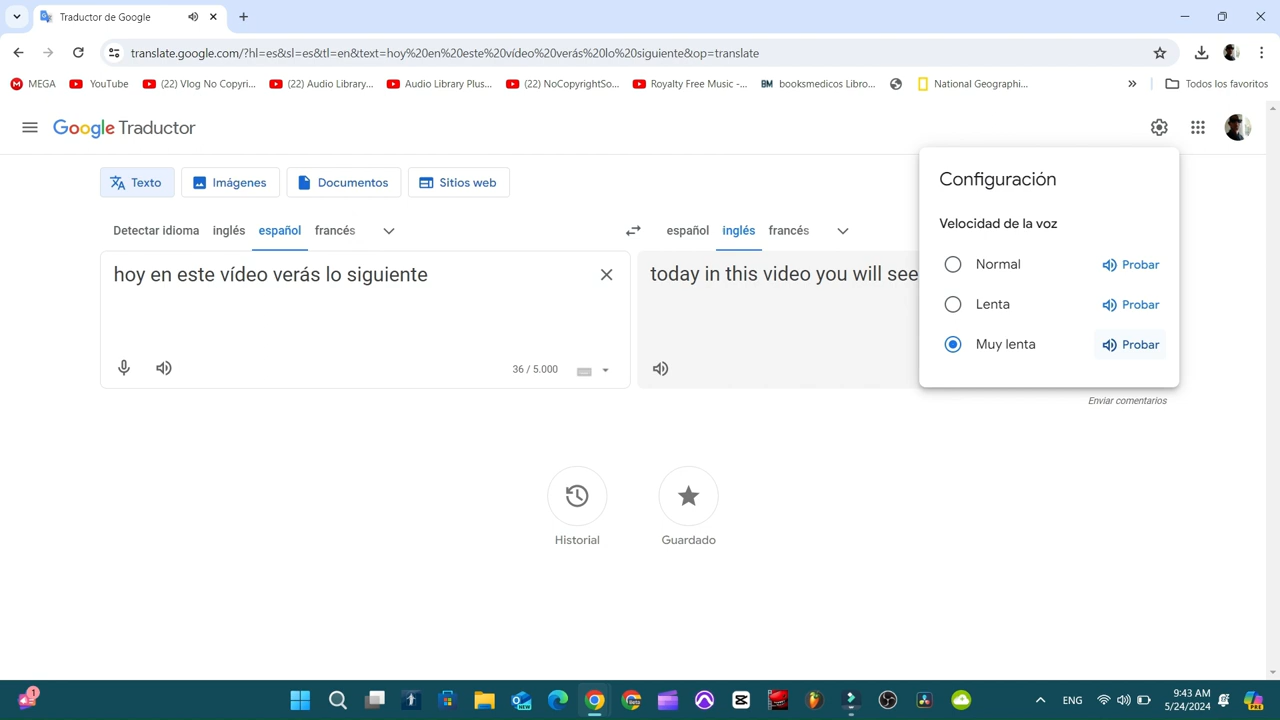 Traductor de Google
translate.google.com/?hl=es&sl=es&tl=en&text=hoy%20en%20este%20vídeo%20verás%20lo%20siguiente&op=translate
MEGA
YouTube
(22) Vlog No Copyri...
(22) Audio Library...
Audio Library Plus...
(22) NoCopyrightSo...
Royalty Free Music -...
BM booksmedicos Libro...
National Geographi...
» Todos los favoritos
Google Traductor
Texto
Imágenes
Documentos
Sitios web
Detectar idioma inglés español francés
español inglés francés
hoy en este vídeo verás lo siguiente
today in this video you will see
36 / 5.000
Configuración
Velocidad de la voz
Normal Probar
Lenta Probar
Muy lenta Probar
Enviar comentarios
Historial
Guardado
1
ENG
9:43 AM
5/24/2024